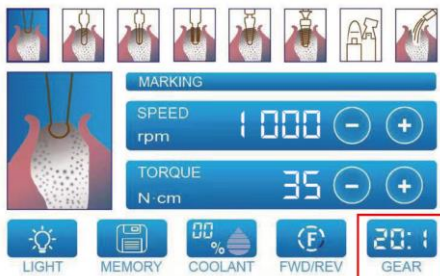 MARKING
SPEED
rpm
1000
- +
TORQUE
N·cm
35
- +
00
%
F
20:1
LIGHT MEMORY COOLANT FWD/REV GEAR